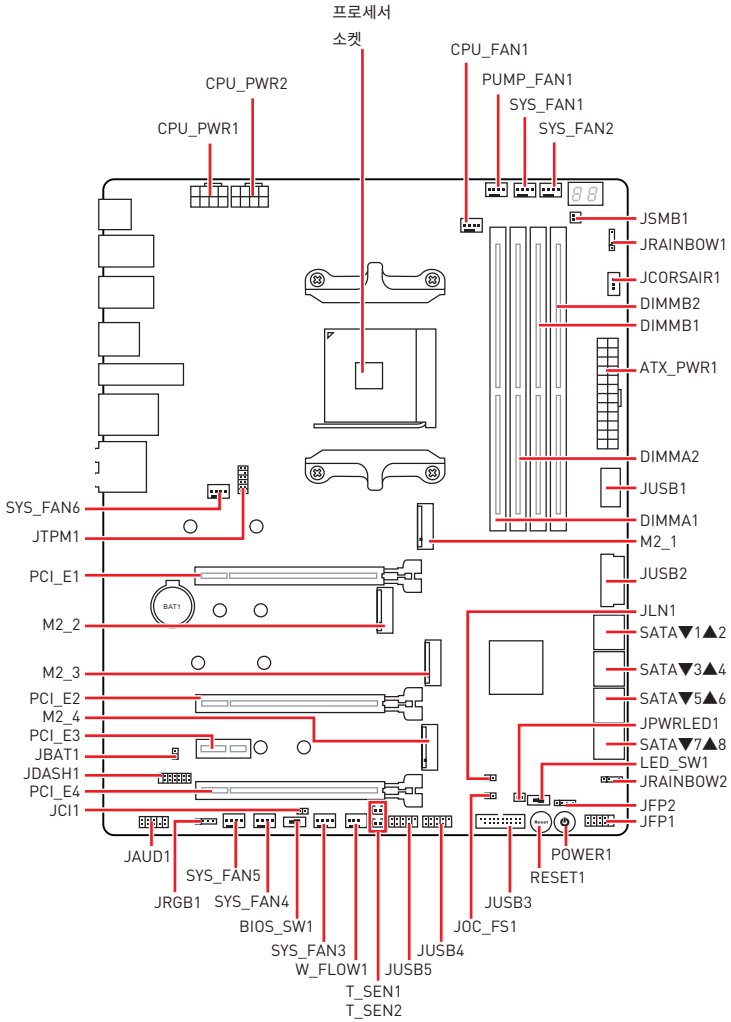 프로세서
소켓
CPU_FAN1
PUMP_FAN1
CPU_PWR2
SYS_FAN1
CPU_PWR1
SYS_FAN2
88
JSMB1
JRAINBOW1
JCORSAIR1
DIMMB2
DIMMB1
ATX_PWR1
DIMMA2
JUSB1
SYS_FAN6
DIMMA1
JTPM1
M2_1
PCI_E1
JUSB2
BAT1
JLN1
M2_2
SATA▼1▲2
M2_3
SATA▼3▲4
PCI_E2
SATA▼5▲6
M2_4
JPWRLED1
PCI_E3
SATA▼7▲8
JBAT1
LED_SW1
JDASH1
JRAINBOW2
PCI_E4
JFP2
JCI1
JFP1
Reset
JAUD1
POWER1
SYS_FAN5
RESET1
JRGB1
SYS_FAN4
JUSB3
BIOS_SW1
JOC_FS1
SYS_FAN3
JUSB4
W_FLOW1
JUSB5
T_SEN1
T_SEN2